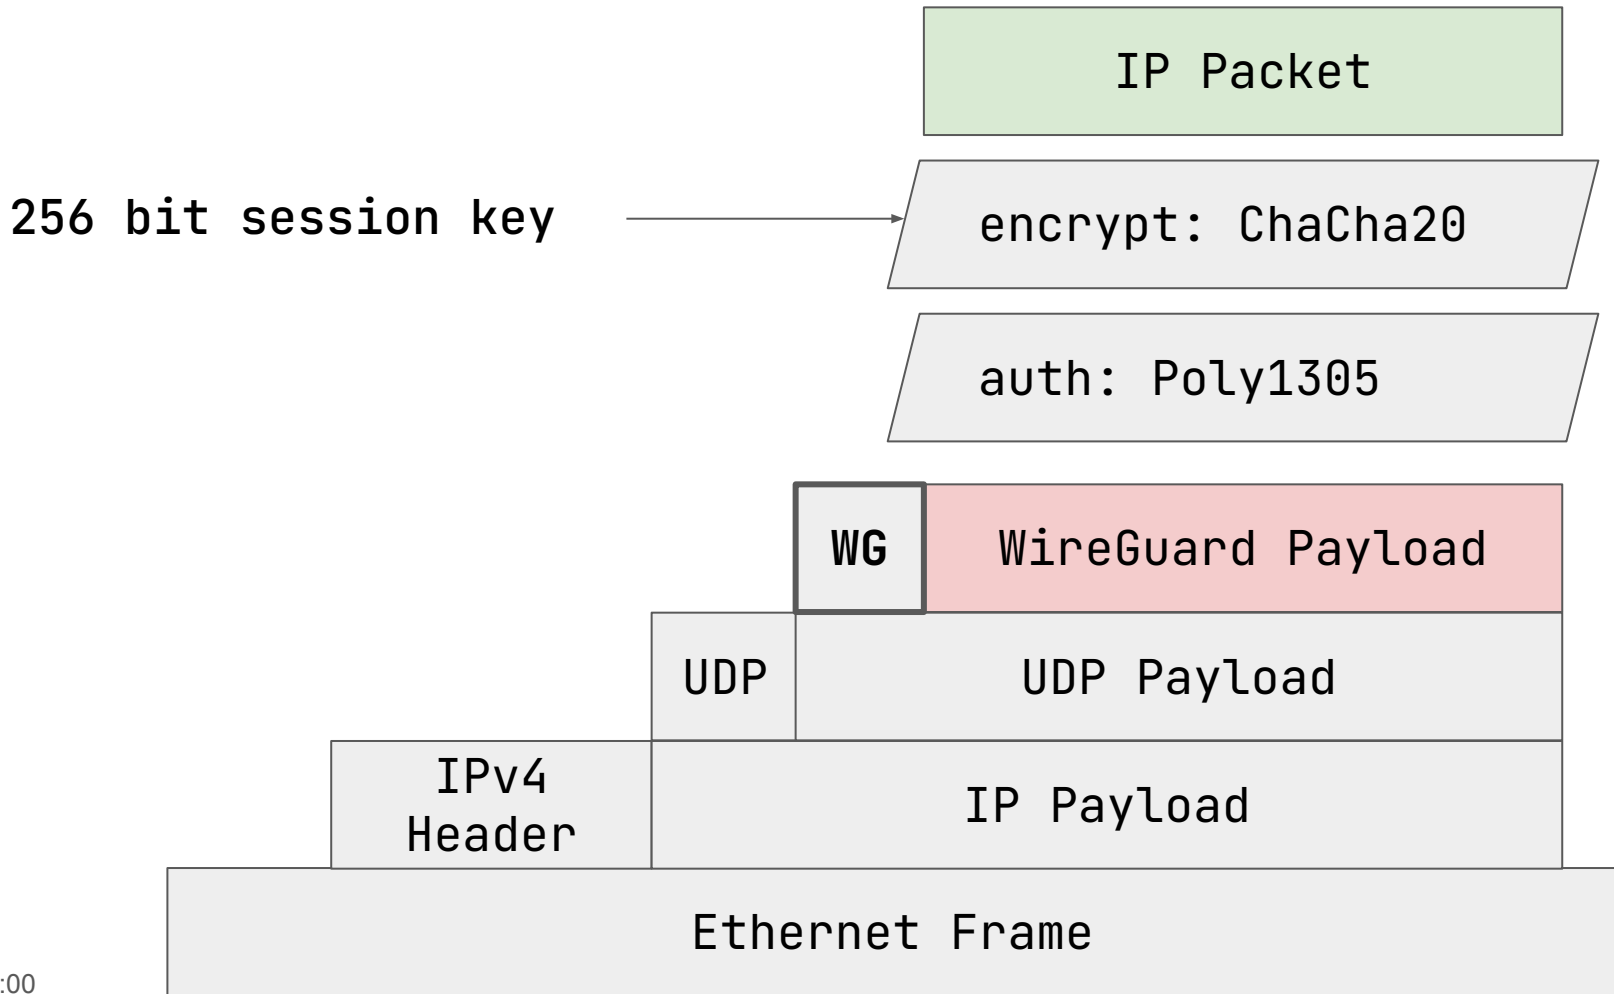 IP Packet
256 bit session key
encrypt: ChaCha20
auth: Poly1305
WG
WireGuard Payload
UDP
UDP Payload
IPv4
Header
IP Payload
Ethernet Frame
:00